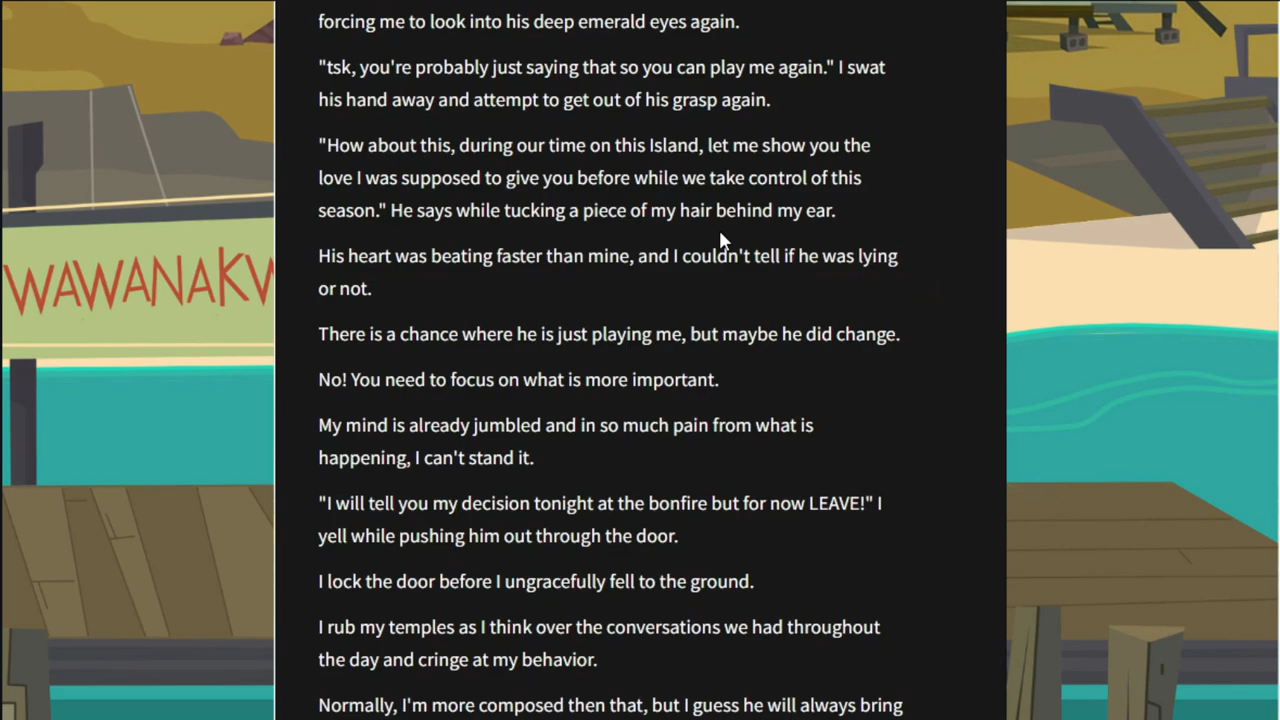 forcing me to look into his deep emerald eyes again.
"tsk, you're probably just saying that so you can play me again." I swat
his hand away and attempt to get out of his grasp again.
"How about this, during our time on this Island, let me show you the
love I was supposed to give you before while we take control of this
season." He says while tucking a piece of my hair behind my ear.
His heart was beating faster than mine, and I couldn't tell if he was lying
or not.
There is a chance where he is just playing me, but maybe he did change.
No! You need to focus on what is more important.
My mind is already jumbled and in so much pain from what is
happening, I can't stand it.
"I will tell you my decision tonight at the bonfire but for now LEAVE!" I
yell while pushing him out through the door.
I lock the door before I ungracefully fell to the ground.
I rub my temples as I think over the conversations we had throughout
the day and cringe at my behavior.
Normally, I'm more composed then that, but I guess he will always bring
WAWANAKW